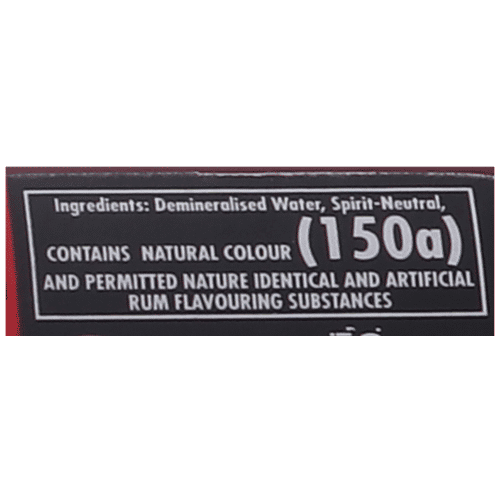 Ingredients: Demineralised Water, Spirit-Neutral,
CONTAINS NATURAL COLOUR (150a)
AND PERMITTED NATURE IDENTICAL AND ARTIFICIAL
RUM FLAVOURING SUBSTANCES